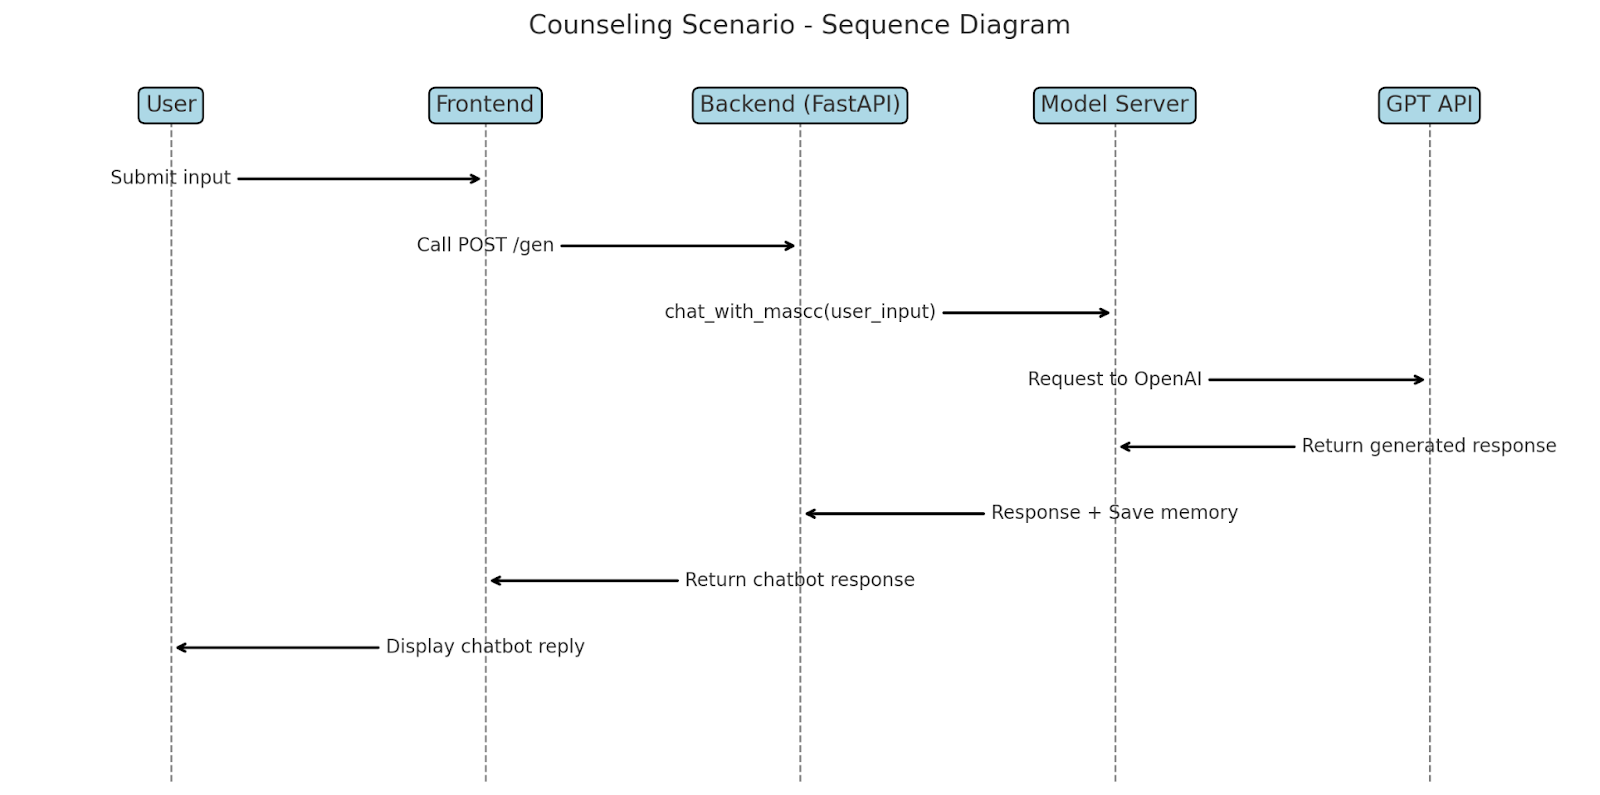 Counseling Scenario - Sequence Diagram
User
Frontend
Backend (FastAPI)
Model Server
GPT API
Submit input
Call POST /gen
chat_with_mascc(user_input)
Request to OpenAI
Return generated response
Response + Save memory
Return chatbot response
Display chatbot reply